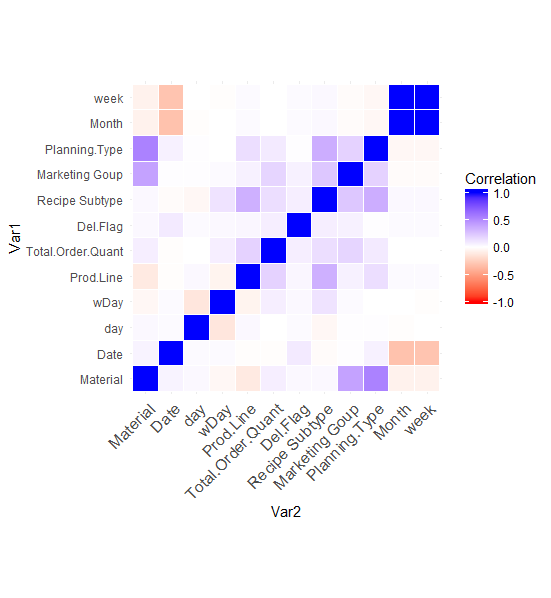 week
Month
Planning.Type
Marketing Goup
Recipe Subtype
Del.Flag
Total.Order.Quant
Prod.Line
wDay
day
Date
Material
Var1
Material
Date
day
wDay
Prod.Line
Total.Order.Quant
Del.Flag
Recipe Subtype
Marketing Goup
Planning.Type
Month
week
Var2
Correlation
1.0
0.5
0.0
-0.5
-1.0